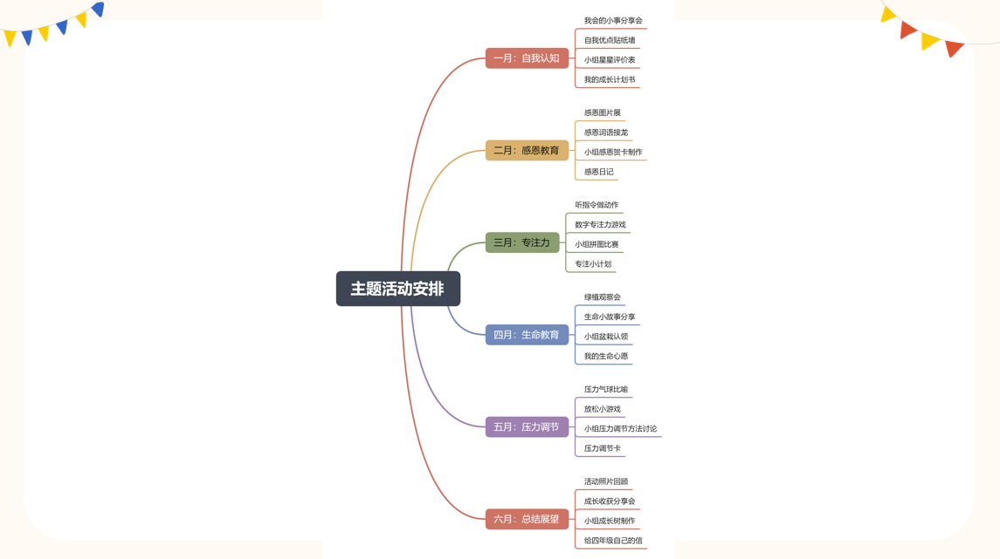 主题活动安排
一月：自我认知
我会的小事分享会
自我优点贴纸墙
小组星星评价表
我的成长计划书
二月：感恩教育
感恩图片展
感恩词语接龙
小组感恩贺卡制作
感恩日记
三月：专注力
听指令做动作
数字专注力游戏
小组拼图比赛
专注小计划
四月：生命教育
绿植观察会
生命小故事分享
小组盆栽认领
我的生命心愿
五月：压力调节
压力气球比喻
放松小游戏
小组压力调节方法讨论
压力调节卡
六月：总结展望
活动照片回顾
成长收获分享会
小组成长树制作
给四年级自己的信